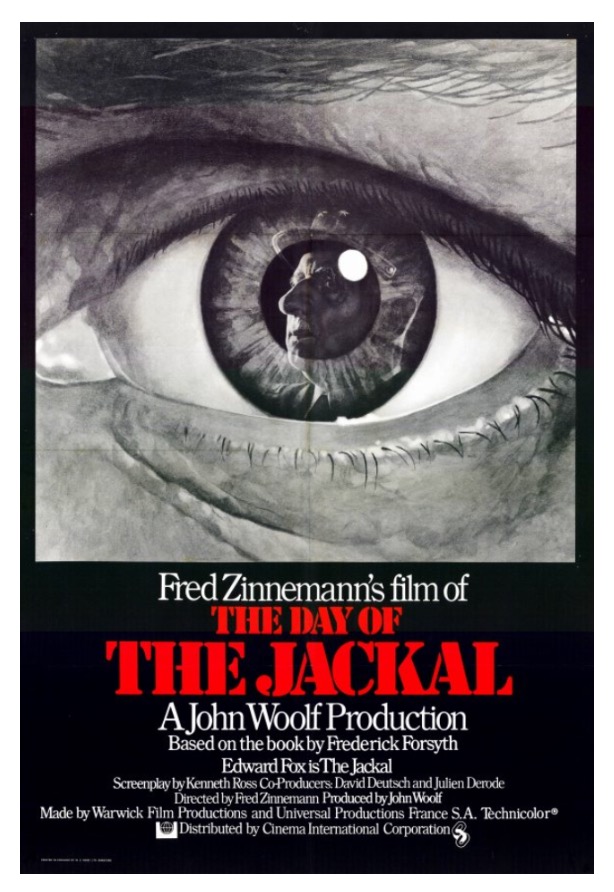 Fred Zinnemann's film of
THE DAY OF
THE JACKAL
A John Woolf Production
Based on the book by Frederick Forsyth
Edward Fox is The Jackal
Screenplay by Kenneth Ross Co-Producers: David Deutsch and Julien Derode
Directed by Fred Zinnemann Produced by John Woolf
Made by Warwick Film Productions and Universal Productions France S.A. Technicolor®
Distributed by Cinema International Corporation